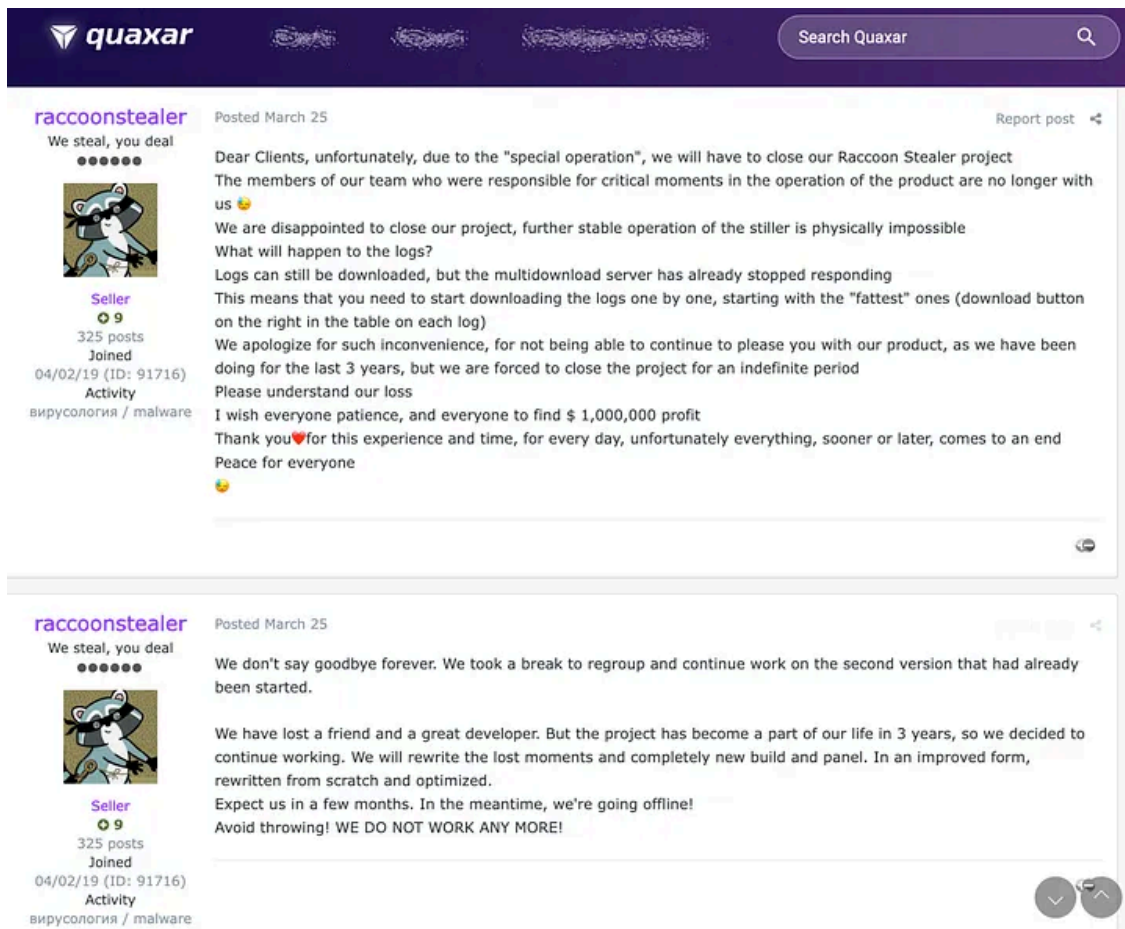 quaxar
Search Quaxar
raccoonstealer
We steal, you deal
Seller
9
325 posts
Joined
04/02/19 (ID: 91716)
Activity
вирусология / malware
Posted March 25
Report post
Dear Clients, unfortunately, due to the "special operation", we will have to close our Raccoon Stealer project
The members of our team who were responsible for critical moments in the operation of the product are no longer with
us 😓
We are disappointed to close our project, further stable operation of the stiller is physically impossible
What will happen to the logs?
Logs can still be downloaded, but the multidownload server has already stopped responding
This means that you need to start downloading the logs one by one, starting with the "fattest" ones (download button
on the right in the table on each log)
We apologize for such inconvenience, for not being able to continue to please you with our product, as we have been
doing for the last 3 years, but we are forced to close the project for an indefinite period
Please understand our loss
I wish everyone patience, and everyone to find $ 1,000,000 profit
Thank you❤️for this experience and time, for every day, unfortunately everything, sooner or later, comes to an end
Peace for everyone
😓
raccoonstealer
We steal, you deal
Seller
9
325 posts
Joined
04/02/19 (ID: 91716)
Activity
вирусология / malware
Posted March 25
We don't say goodbye forever. We took a break to regroup and continue work on the second version that had already
been started.
We have lost a friend and a great developer. But the project has become a part of our life in 3 years, so we decided to
continue working. We will rewrite the lost moments and completely new build and panel. In an improved form,
rewritten from scratch and optimized.
Expect us in a few months. In the meantime, we're going offline!
Avoid throwing! WE DO NOT WORK ANY MORE!